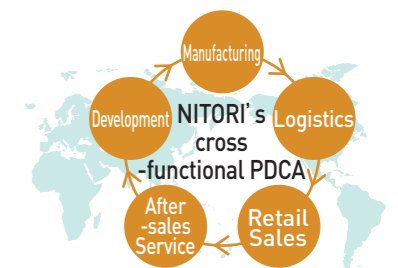 Manufacturing
Development
NITORI's
cross
-functional PDCA
Logistics
After
-sales
Service
Retail
Sales